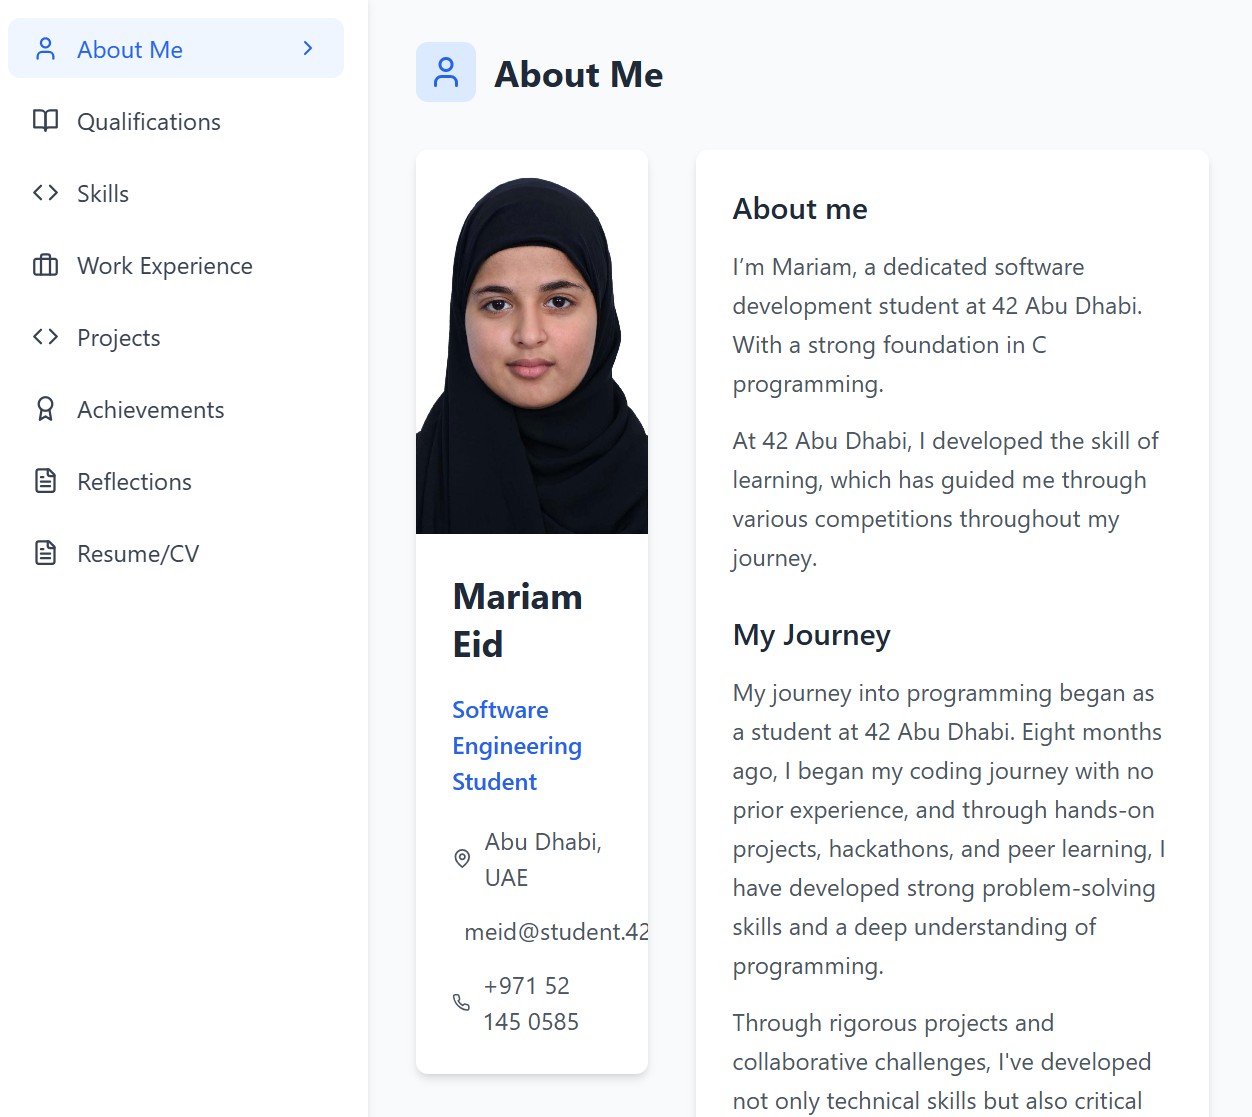 About Me
Qualifications
Skills
Work Experience
Projects
Achievements
Reflections
Resume/CV
About Me
Mariam
Eid
Software
Engineering
Student
Abu Dhabi,
UAE
meid@student.42
+971 52
145 0585
About me
I’m Mariam, a dedicated software
development student at 42 Abu Dhabi.
With a strong foundation in C
programming.
At 42 Abu Dhabi, I developed the skill of
learning, which has guided me through
various competitions throughout my
journey.
My Journey
My journey into programming began as
a student at 42 Abu Dhabi. Eight months
ago, I began my coding journey with no
prior experience, and through hands-on
projects, hackathons, and peer learning, I
have developed strong problem-solving
skills and a deep understanding of
programming.
Through rigorous projects and
collaborative challenges, I've developed
not only technical skills but also critical